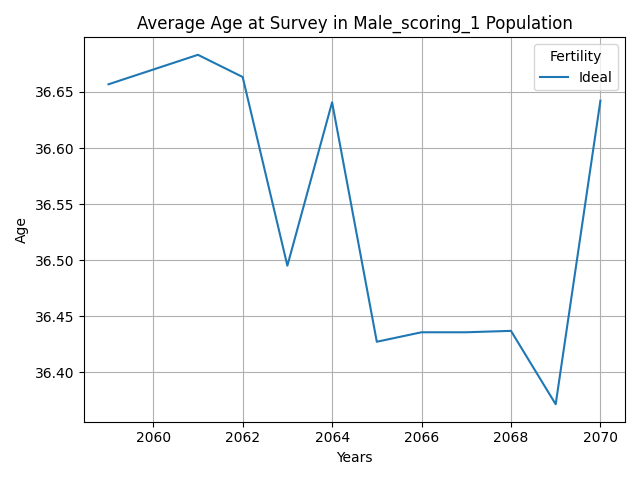 Average Age at Survey in Male_scoring_1 Population
Fertility
Ideal
36.65
36.60
36.55
36.50
36.45
36.40
Age
2060
2062
2064
2066
2068
2070
Years